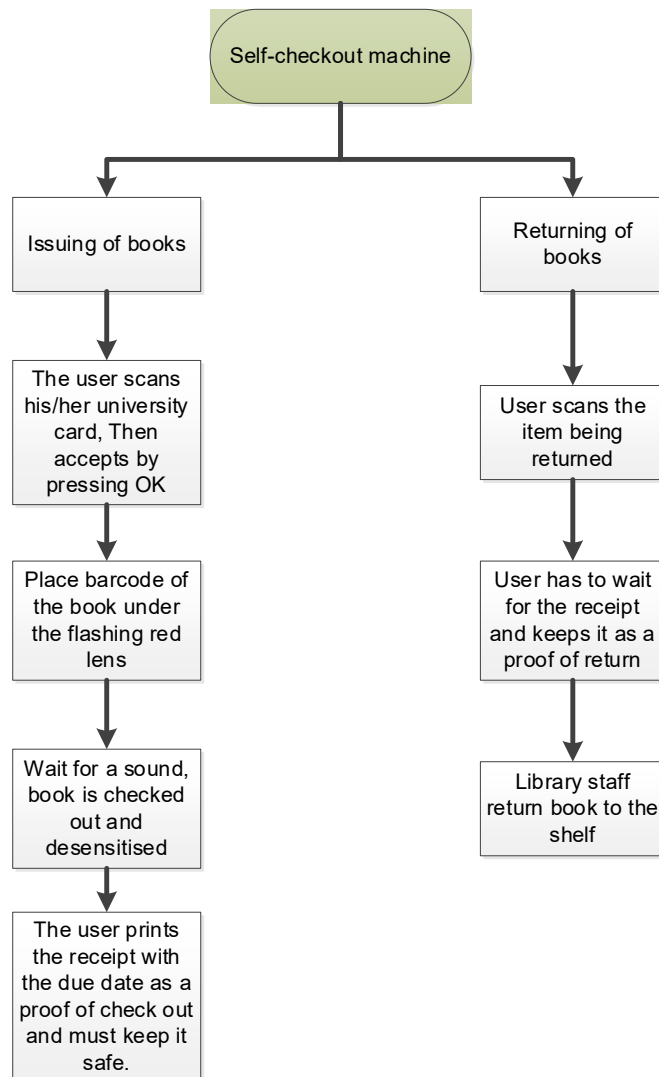 Self-checkout machine
Issuing of books
The user scans
his/her university
card, Then
accepts by
pressing OK
Place barcode of
the book under
the flashing red
lens
Wait for a sound,
book is checked
out and
desensitised
The user prints
the receipt with
the due date as a
proof of check out
and must keep it
safe.
Returning of
books
User scans the
item being
returned
User has to wait
for the receipt
and keeps it as a
proof of return
Library staff
return book to the
shelf